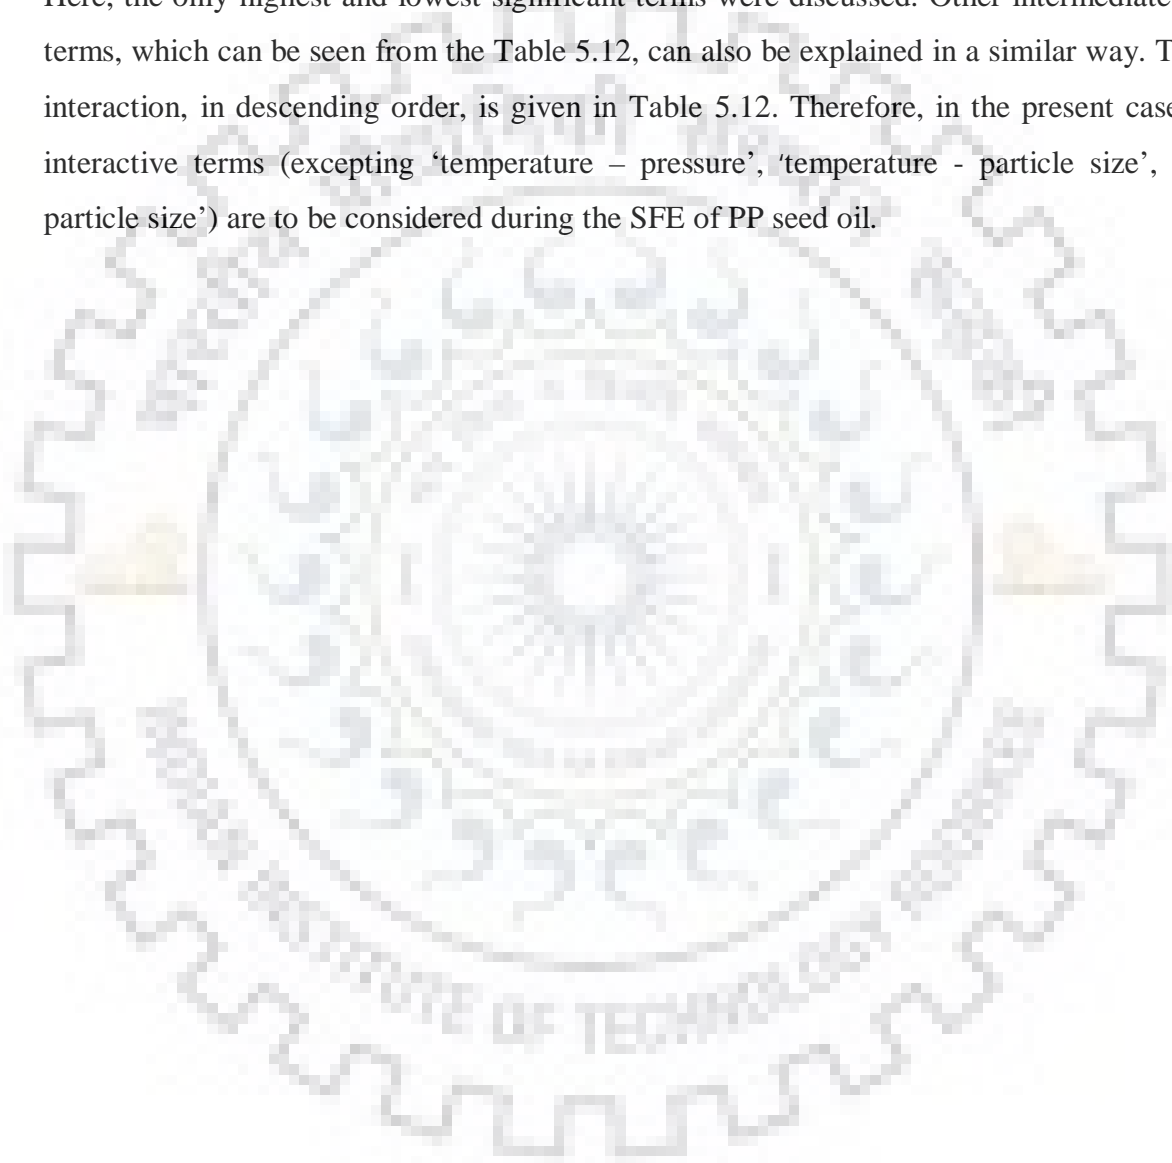 Here, the only highest and lowest significant terms were discussed. Other intermediate
terms, which can be seen from the Table 5.12, can also be explained in a similar way. T
interaction, in descending order, is given in Table 5.12. Therefore, in the present case
interactive terms (excepting ‘temperature – pressure’, 'temperature - particle size’,
particle size’) are to be considered during the SFE of PP seed oil.
INSTITUTE OF TECHNOLOGY